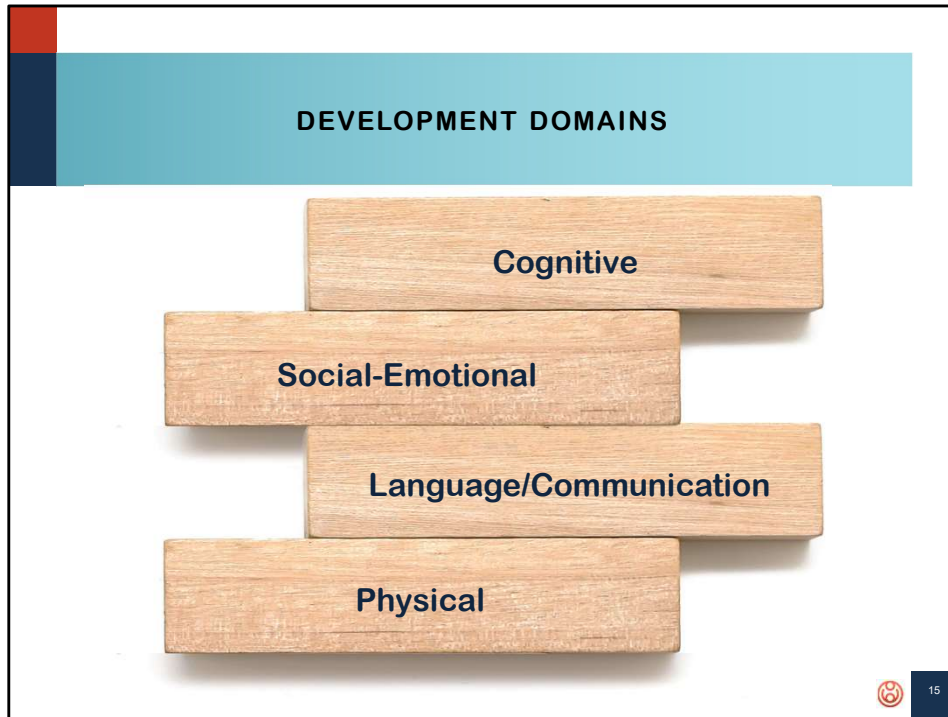 DEVELOPMENT DOMAINS
Cognitive
Social-Emotional
Language/Communication
Physical
15